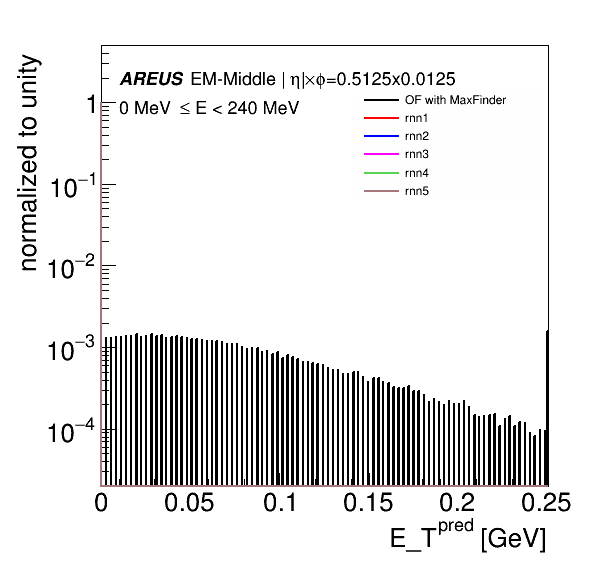 AREUS EM-Middle | η|×ϕ=0.5125x0.0125
0 MeV ≤ E < 240 MeV
OF with MaxFinder
rnn1
rnn2
rnn3
rnn4
rnn5
normalized to unity
1
10⁻¹
10⁻²
10⁻³
10⁻⁴
0 0.05 0.1 0.15 0.2 0.25
E_T^pred [GeV]